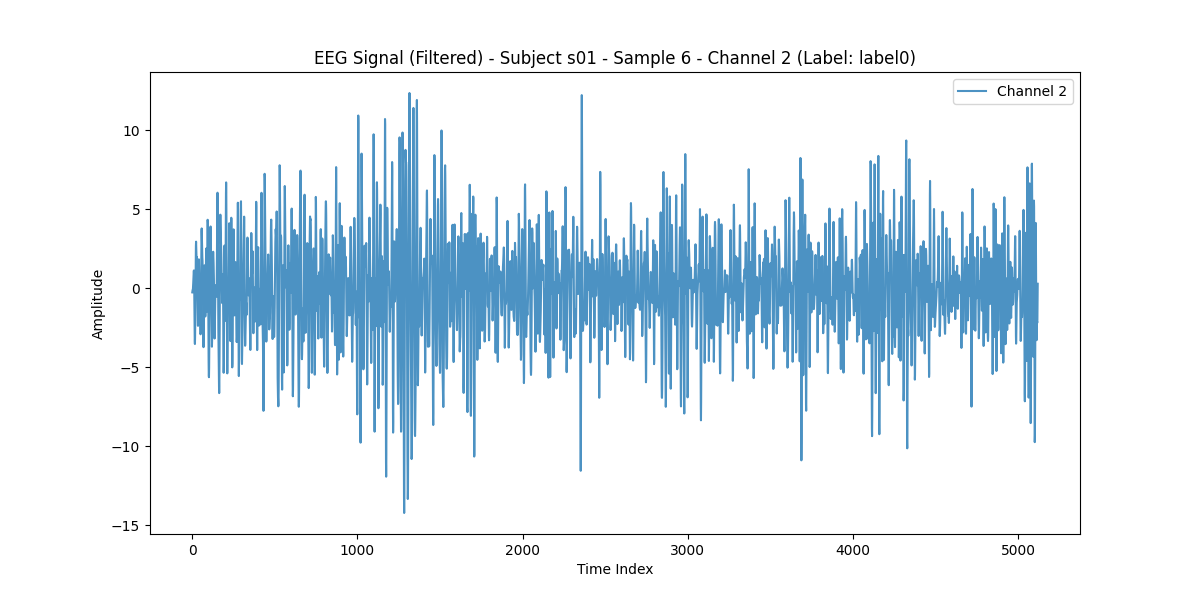 EEG Signal (Filtered) - Subject s01 - Sample 6 - Channel 2 (Label: label0)
Channel 2
10
5
0
−5
−10
−15
Amplitude
0 1000 2000 3000 4000 5000
Time Index